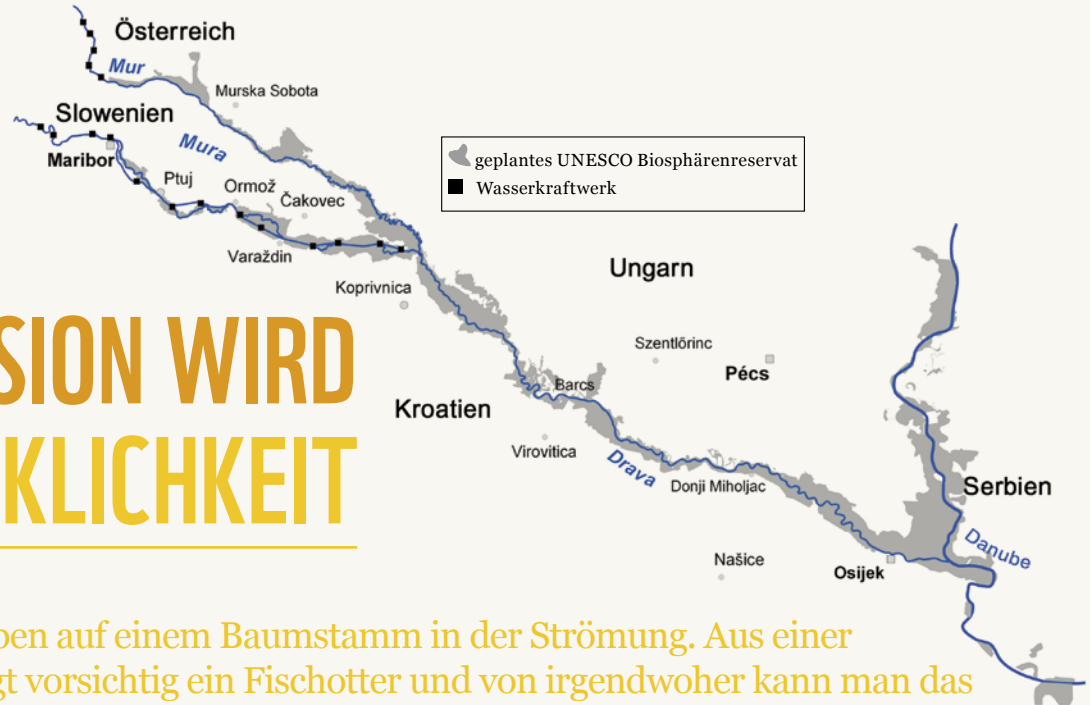 Österreich
Mur
Murska Sobota
Slowenien
Mura
Maribor
geplantes UNESCO Biosphärenreservat
Wasserkraftwerk
Ptuj
Ormož
Čakovec
Varaždin
Ungarn
Koprivnica
SION WIRD
KLICHKEIT
Szentlõrinc
Pécs
Barcs
Kroatien
Virovitica
Drava
Donji Miholjac
Serbien
Našice
Osijek
Danube
ben auf einem Baumstamm in der Strömung. Aus einer
gt vorsichtig ein Fischotter und von irgendwoher kann man das